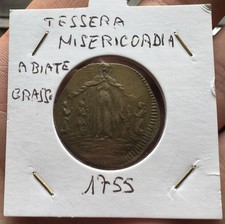 TESSERA
MISERICORDIA
ABIATE
GRASSO
1755